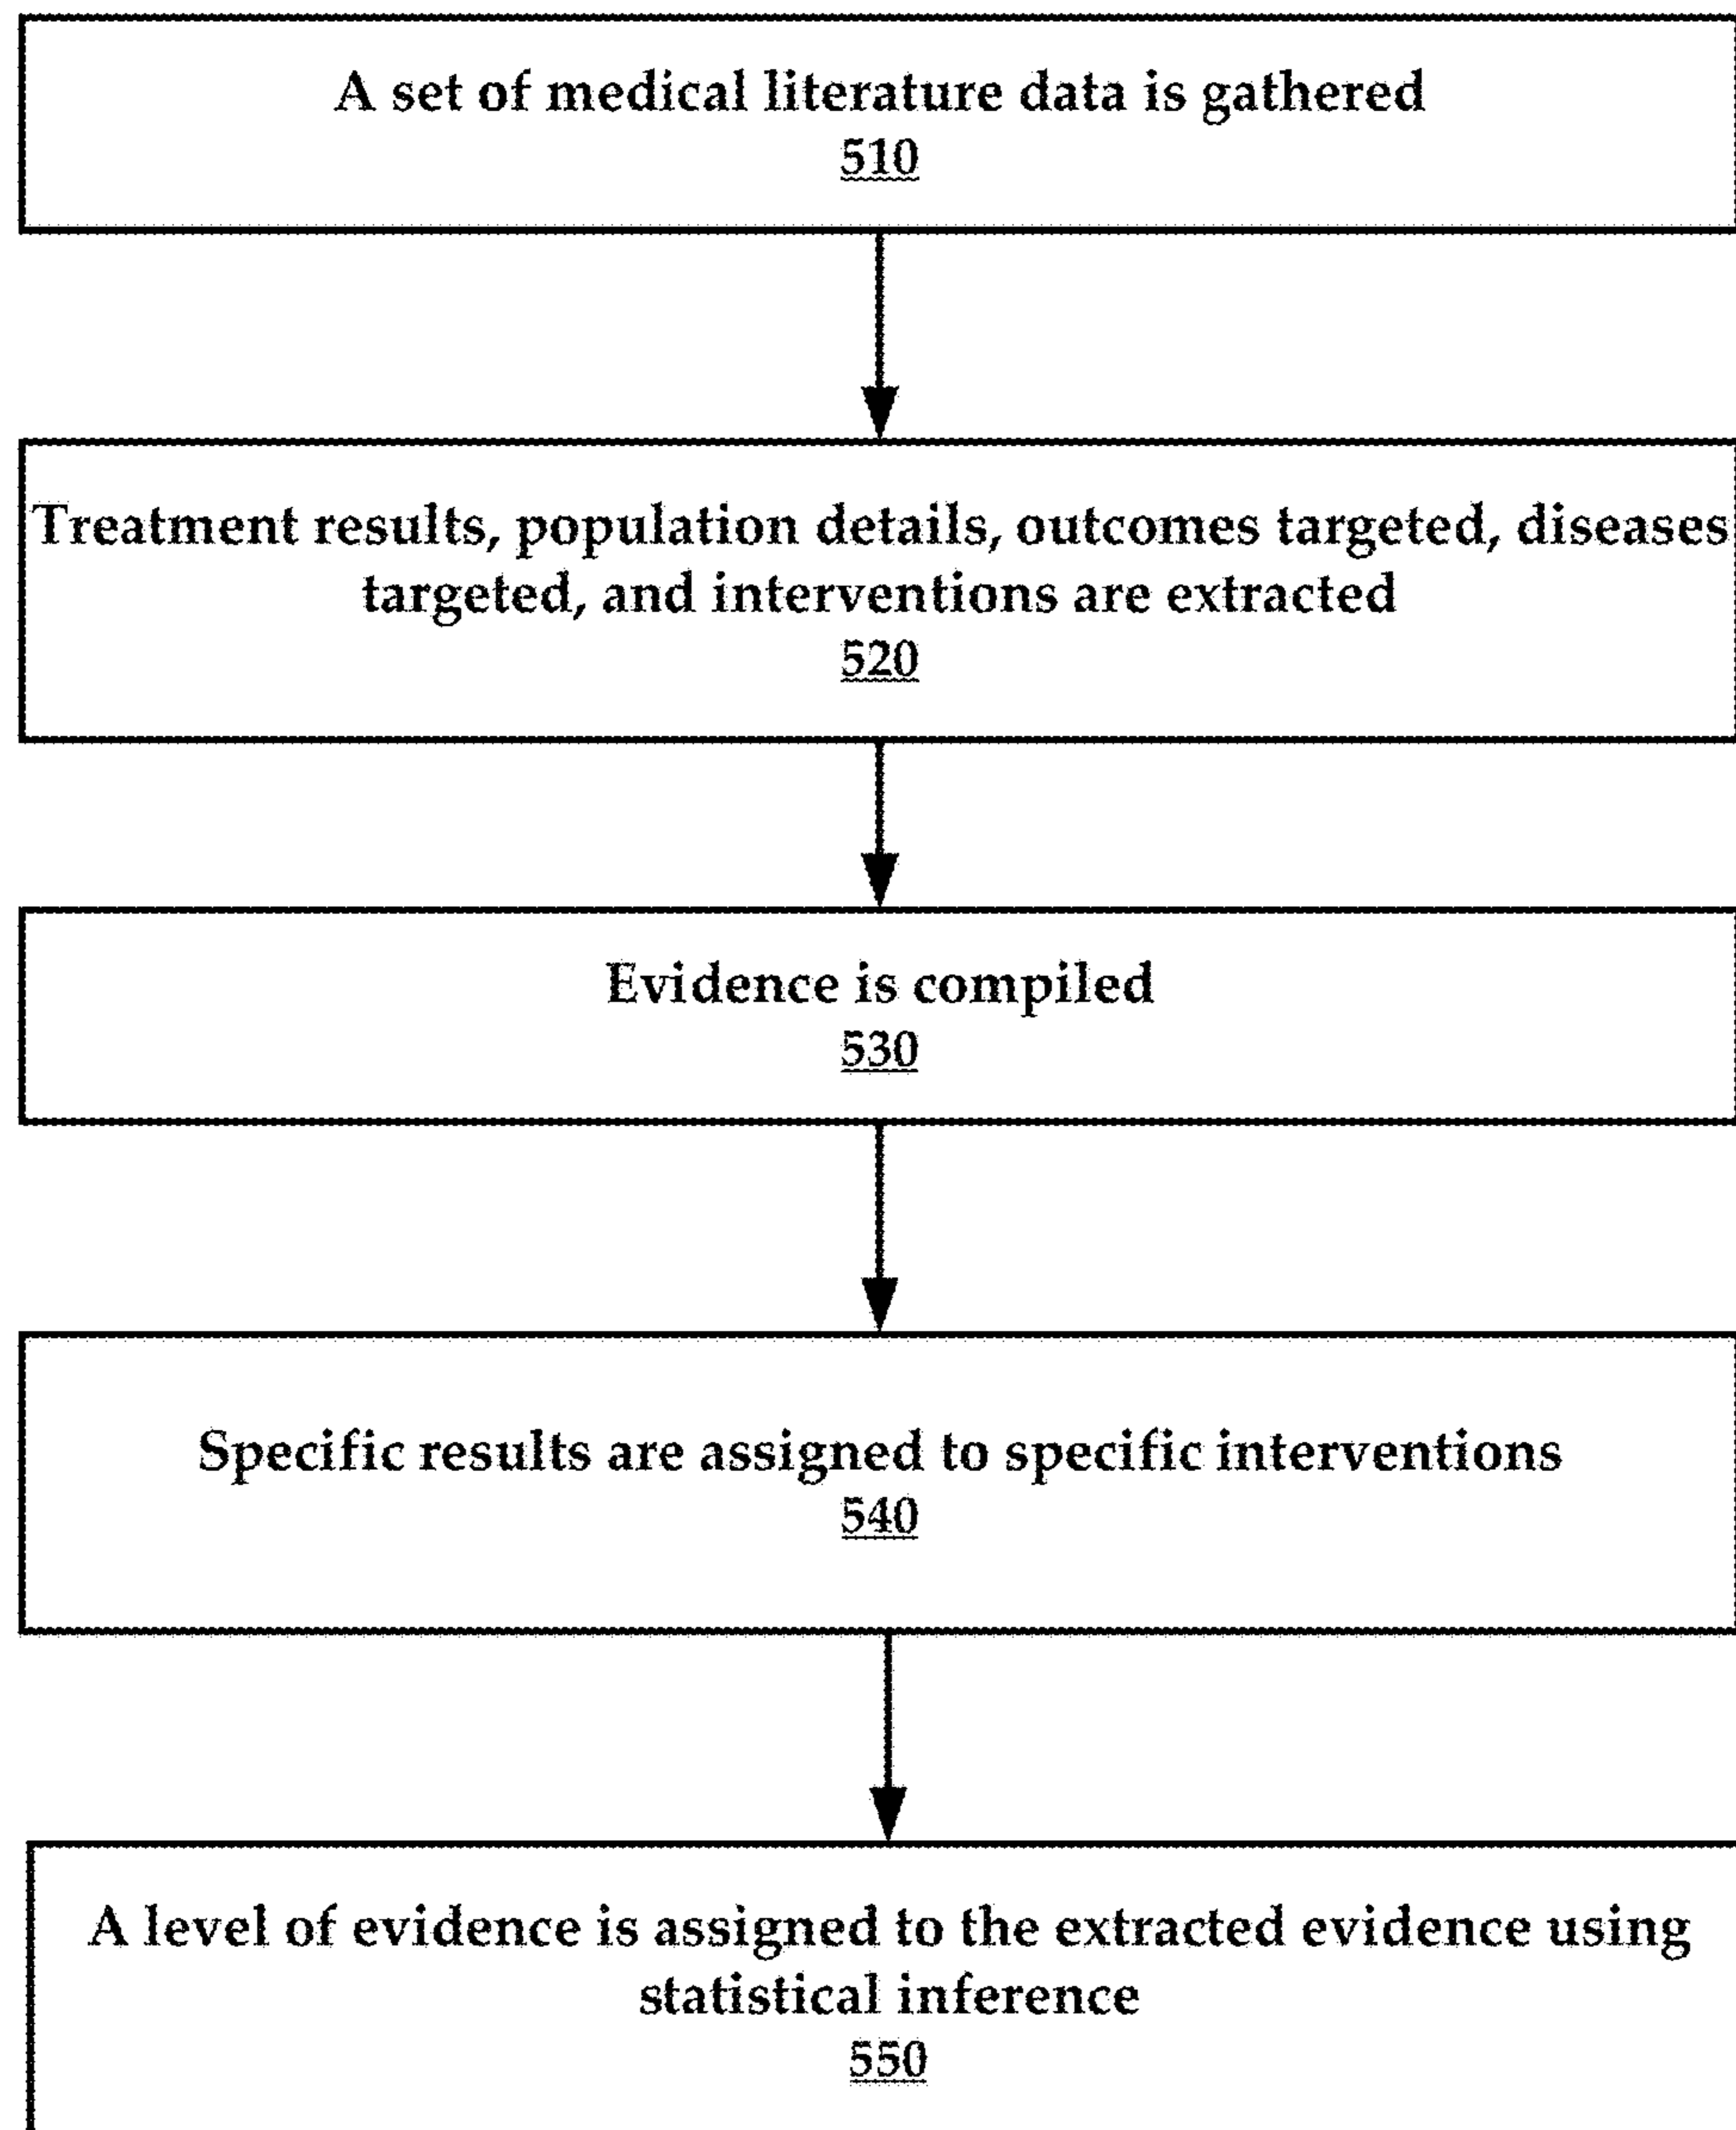 A set of medical literature data is gathered
510
Treatment results, population details, outcomes targeted, diseases
targeted, and interventions are extracted
520
Evidence is compiled
530
Specific results are assigned to specific interventions
540
A level of evidence is assigned to the extracted evidence using
statistical inference
550